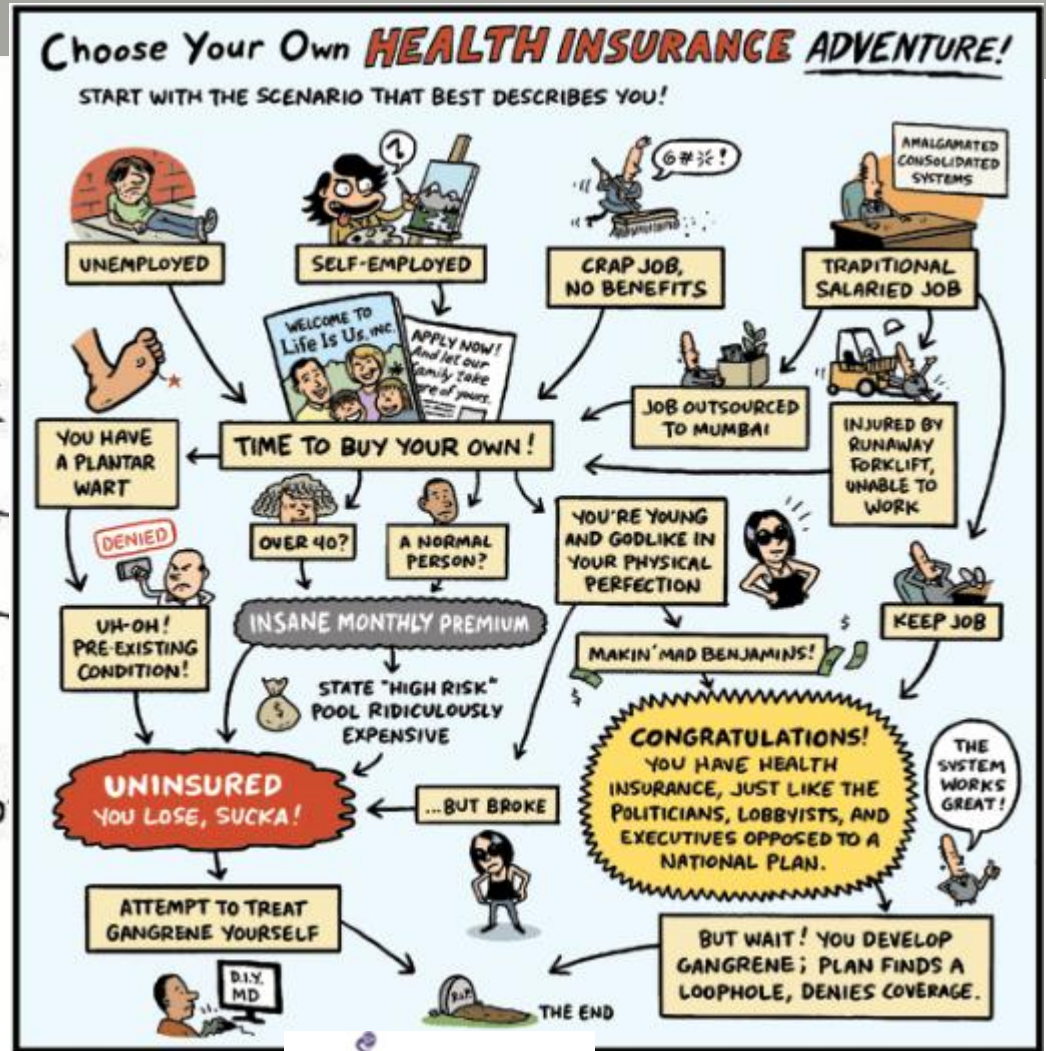 Choose Your Own HEALTH INSURANCE ADVENTURE!
START WITH THE SCENARIO THAT BEST DESCRIBES YOU!
UNEMPLOYED
?
SELF-EMPLOYED
@#※!
CRAP JOB,
NO BENEFITS
AMALGAMATED
CONSOLIDATED
SYSTEMS
TRADITIONAL
SALARIED JOB
WELCOME TO
Life Is Us, INC.
APPLY NOW!
And let our
family take
of yours.
JOB OUTSOURCED
TO MUMBAI
INJURED BY
RUNAWAY
FORKLIFT,
UNABLE TO
WORK
TIME TO BUY YOUR OWN!
YOU HAVE
A PLANTAR
WART
OVER 40?
A NORMAL
PERSON?
YOU'RE YOUNG
AND GODLIKE IN
YOUR PHYSICAL
PERFECTION
KEEP JOB
DENIED
UH-OH!
PRE-EXISTING
CONDITION!
INSANE MONTHLY PREMIUM
MAKIN' MAD BENJAMINS!
$
$
$
STATE "HIGH RISK"
POOL RIDICULOUSLY
EXPENSIVE
CONGRATULATIONS!
YOU HAVE HEALTH
INSURANCE, JUST LIKE THE
POLITICIANS, LOBBYISTS, AND
EXECUTIVES OPPOSED TO A
NATIONAL PLAN.
THE
SYSTEM
WORKS
GREAT!
UNINSURED
YOU LOSE, SUCKA!
...BUT BROKE
ATTEMPT TO TREAT
GANGRENE YOURSELF
D.I.Y.
MD
R.I.P.
THE END
BUT WAIT! YOU DEVELOP
GANGRENE; PLAN FINDS A
LOOPHOLE, DENIES COVERAGE.